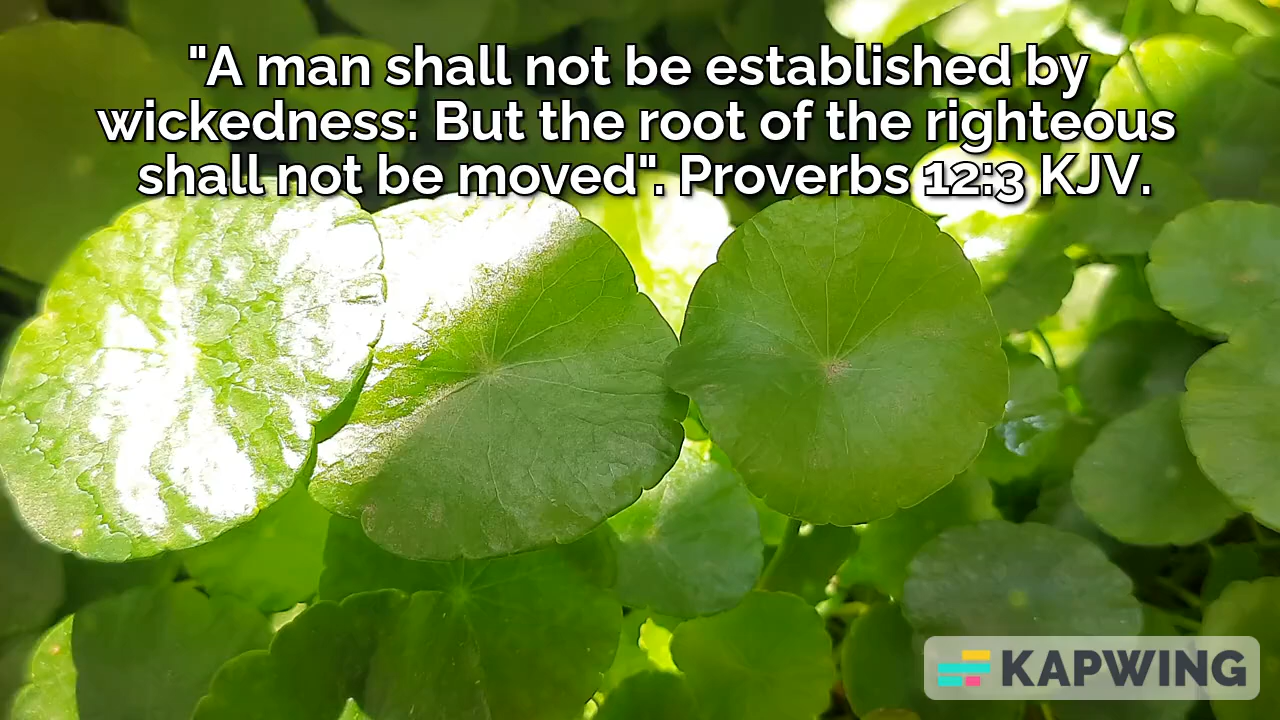 "A man shall not be established by
wickedness: But the root of the righteous
shall not be moved". Proverbs 12:3 KJV.
KAPWING